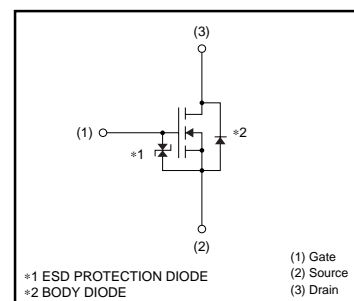 (3)
(1)
∗1
∗2
(2)
∗1 ESD PROTECTION DIODE
∗2 BODY DIODE
(1) Gate
(2) Source
(3) Drain